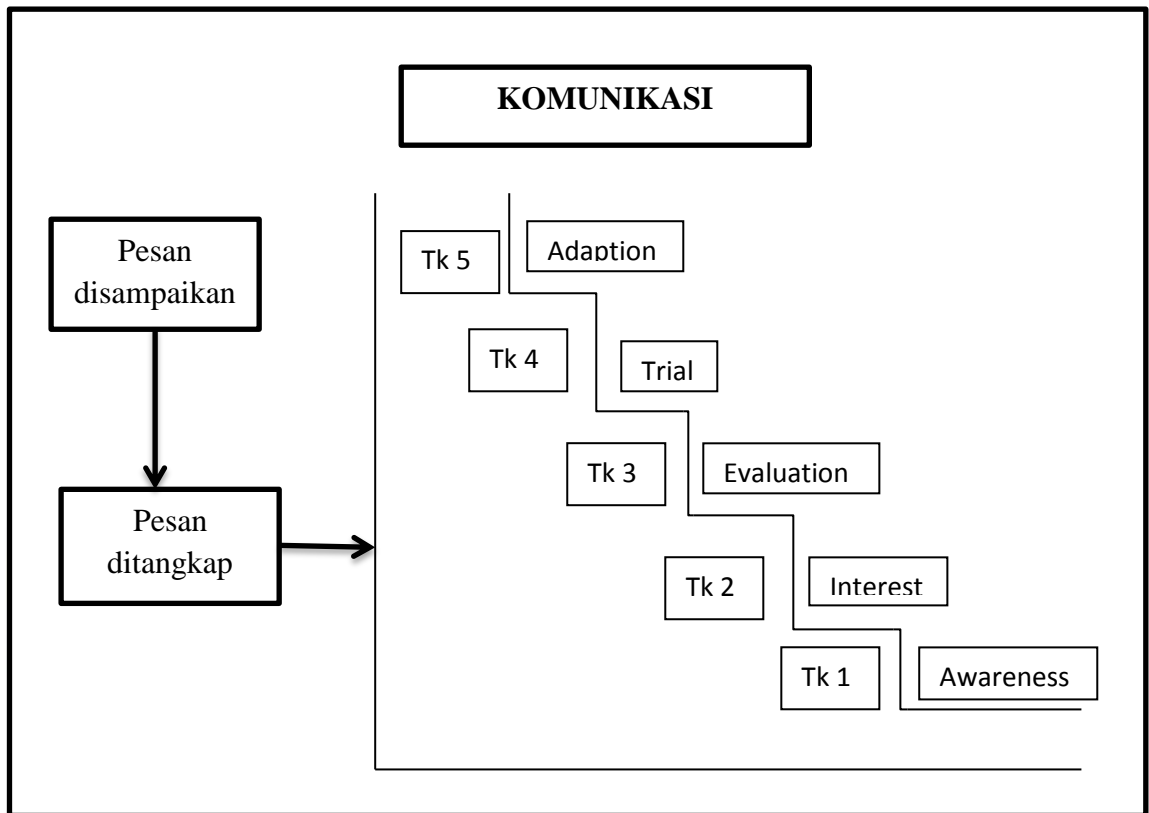 KOMUNIKASI
Pesan
disampaikan
Pesan
ditangkap
Tk 5
Adaption
Tk 4
Trial
Tk 3
Evaluation
Tk 2
Interest
Tk 1
Awareness